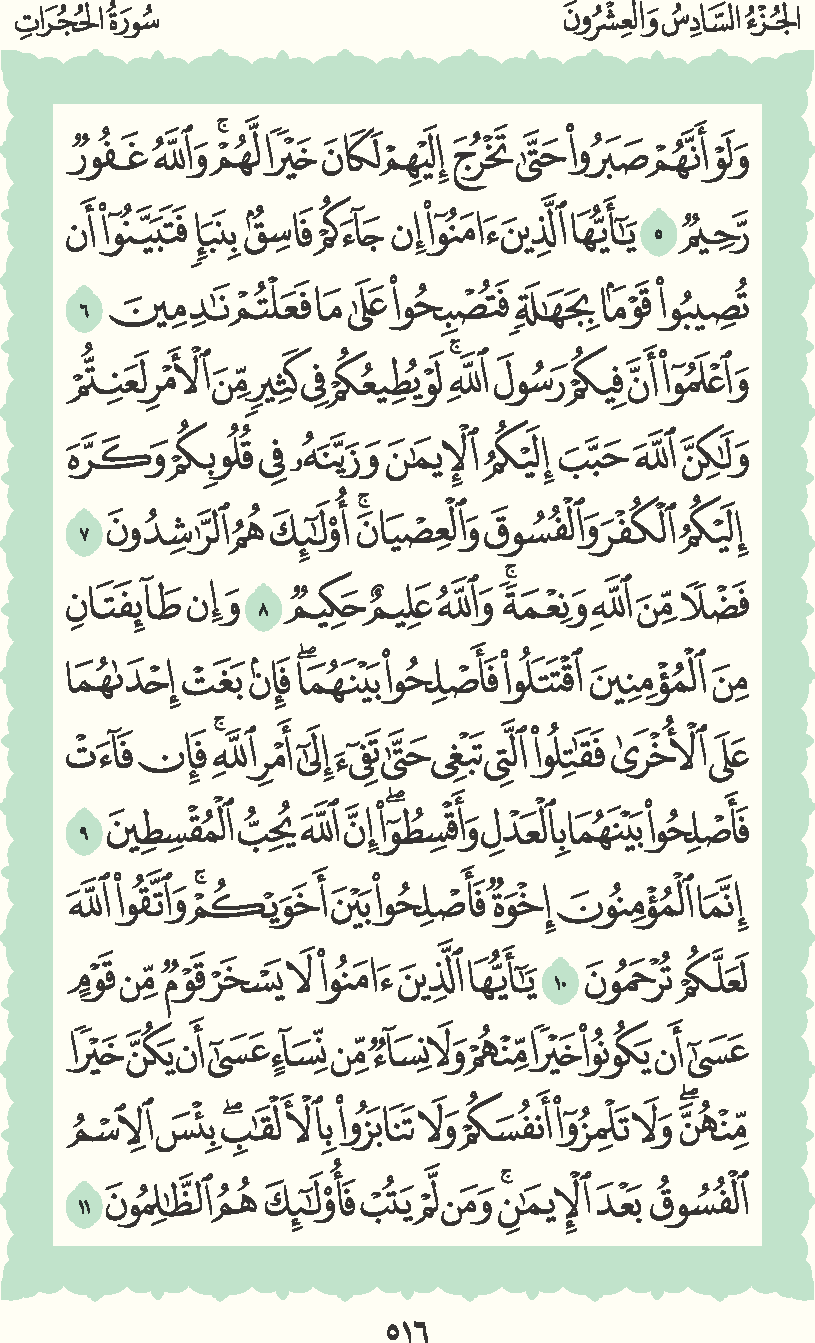 الجُزْءُ السَّادِسُ وَالعِشْرُونَ سُورَةُ الحُجُرَاتِ
وَلَوْ أَنَّهُمْ صَبَرُوا۟ حَتَّىٰ تَخْرُجَ إِلَيْهِمْ لَكَانَ خَيْرًا لَّهُمْ ۚ وَٱللَّهُ غَفُورٌ
رَّحِيمٌ ٥ يَـٰٓأَيُّهَا ٱلَّذِينَ ءَامَنُوٓا۟ إِن جَآءَكُمْ فَاسِقٌۢ بِنَبَإٍ فَتَبَيَّنُوٓا۟ أَن
تُصِيبُوا۟ قَوْمًۢا بِجَهَـٰلَةٍ فَتُصْبِحُوا۟ عَلَىٰ مَا فَعَلْتُمْ نَـٰدِمِينَ ٦
وَٱعْلَمُوٓا۟ أَنَّ فِيكُمْ رَسُولَ ٱللَّهِ ۚ لَوْ يُطِيعُكُمْ فِى كَثِيرٍ مِّنَ ٱلْأَمْرِ لَعَنِتُّمْ
وَلَـٰكِنَّ ٱللَّهَ حَبَّبَ إِلَيْكُمُ ٱلْإِيمَـٰنَ وَزَيَّنَهُۥ فِى قُلُوبِكُمْ وَكَرَّهَ
إِلَيْكُمُ ٱلْكُفْرَ وَٱلْفُسُوقَ وَٱلْعِصْيَانَ ۚ أُو۟لَـٰٓئِكَ هُمُ ٱلرَّٰشِدُونَ ٧
فَضْلًا مِّنَ ٱللَّهِ وَنِعْمَةً ۚ وَٱللَّهُ عَلِيمٌ حَكِيمٌ ٨ وَإِن طَآئِفَتَانِ
مِنَ ٱلْمُؤْمِنِينَ ٱقْتَتَلُوا۟ فَأَصْلِحُوا۟ بَيْنَهُمَا ۖ فَإِنۢ بَغَتْ إِحْدَىٰهُمَا
عَلَى ٱلْأُخْرَىٰ فَقَـٰتِلُوا۟ ٱلَّتِى تَبْغِى حَتَّىٰ تَفِىٓءَ إِلَىٰٓ أَمْرِ ٱللَّهِ ۚ فَإِن فَآءَتْ
فَأَصْلِحُوا۟ بَيْنَهُمَا بِٱلْعَدْلِ وَأَقْسِطُوٓا۟ ۖ إِنَّ ٱللَّهَ يُحِبُّ ٱلْمُقْسِطِينَ ٩
إِنَّمَا ٱلْمُؤْمِنُونَ إِخْوَةٌ فَأَصْلِحُوا۟ بَيْنَ أَخَوَيْكُمْ ۚ وَٱتَّقُوا۟ ٱللَّهَ
لَعَلَّكُمْ تُرْحَمُونَ ١٠ يَـٰٓأَيُّهَا ٱلَّذِينَ ءَامَنُوا۟ لَا يَسْخَرْ قَوْمٌ مِّن قَوْمٍ
عَسَىٰٓ أَن يَكُونُوا۟ خَيْرًا مِّنْهُمْ وَلَا نِسَآءٌ مِّن نِّسَآءٍ عَسَىٰٓ أَن يَكُنَّ خَيْرًا
مِّنْهُنَّ ۖ وَلَا تَلْمِزُوٓا۟ أَنفُسَكُمْ وَلَا تَنَابَزُوا۟ بِٱلْأَلْقَـٰبِ ۖ بِئْسَ ٱلِٱسْمُ
ٱلْفُسُوقُ بَعْدَ ٱلْإِيمَـٰنِ ۚ وَمَن لَّمْ يَتُبْ فَأُو۟لَـٰٓئِكَ هُمُ ٱلظَّـٰلِمُونَ ١١
٥١٦